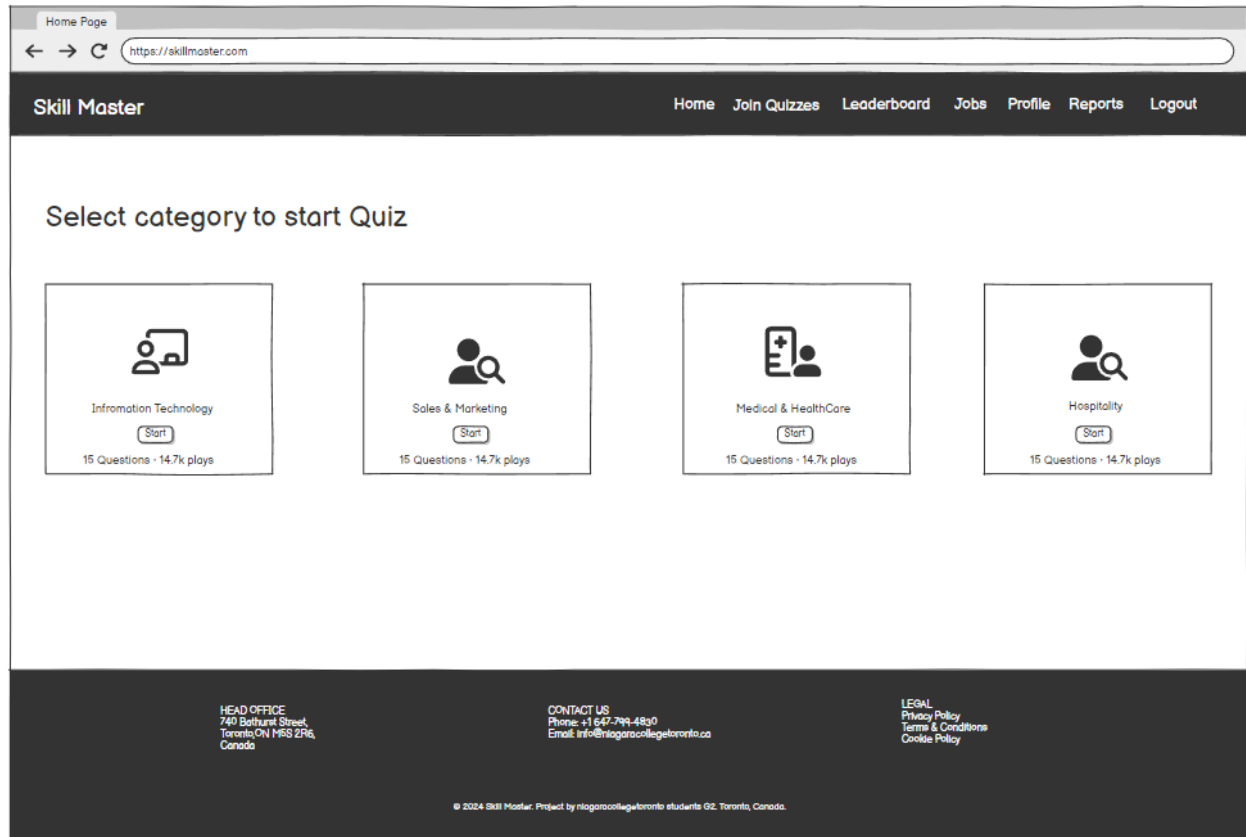 Home Page
https://skillmaster.com
Skill Master
Home Join Quizzes Leaderboard Jobs Profile Reports Logout
Select category to start Quiz
Infromation Technology
Start
15 Questions · 14.7k plays
Sales & Marketing
Start
15 Questions · 14.7k plays
Medical & HealthCare
Start
15 Questions · 14.7k plays
Hospitality
Start
15 Questions · 14.7k plays
HEAD OFFICE
740 Bathurst Street,
Toronto,ON M5S 2R6,
Canada
CONTACT US
Phone: +1 647-799-4830
Email: info@niagaracollegetoronto.ca
LEGAL
Privacy Policy
Terms & Conditions
Cookie Policy
© 2024 Skill Master. Project by niagaracollegetoronto students G2. Toronto, Canada.